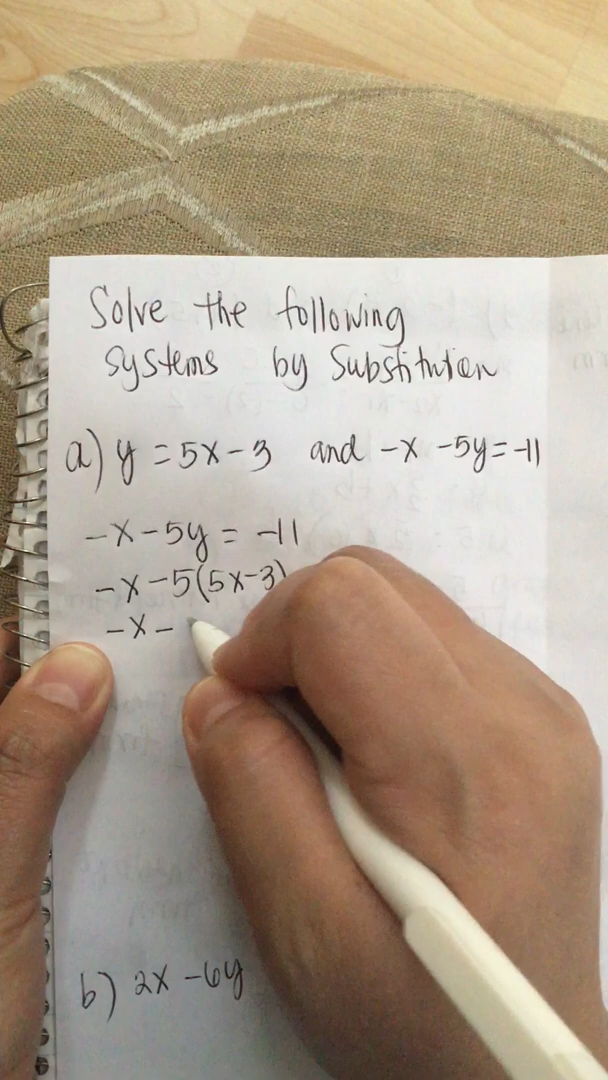 Solve the following
systems by Substitution
a) y = 5x - 3 and -x - 5y = -11
-x - 5y = -11
-x - 5(5x-3)
-x -
b) 2x - 6y